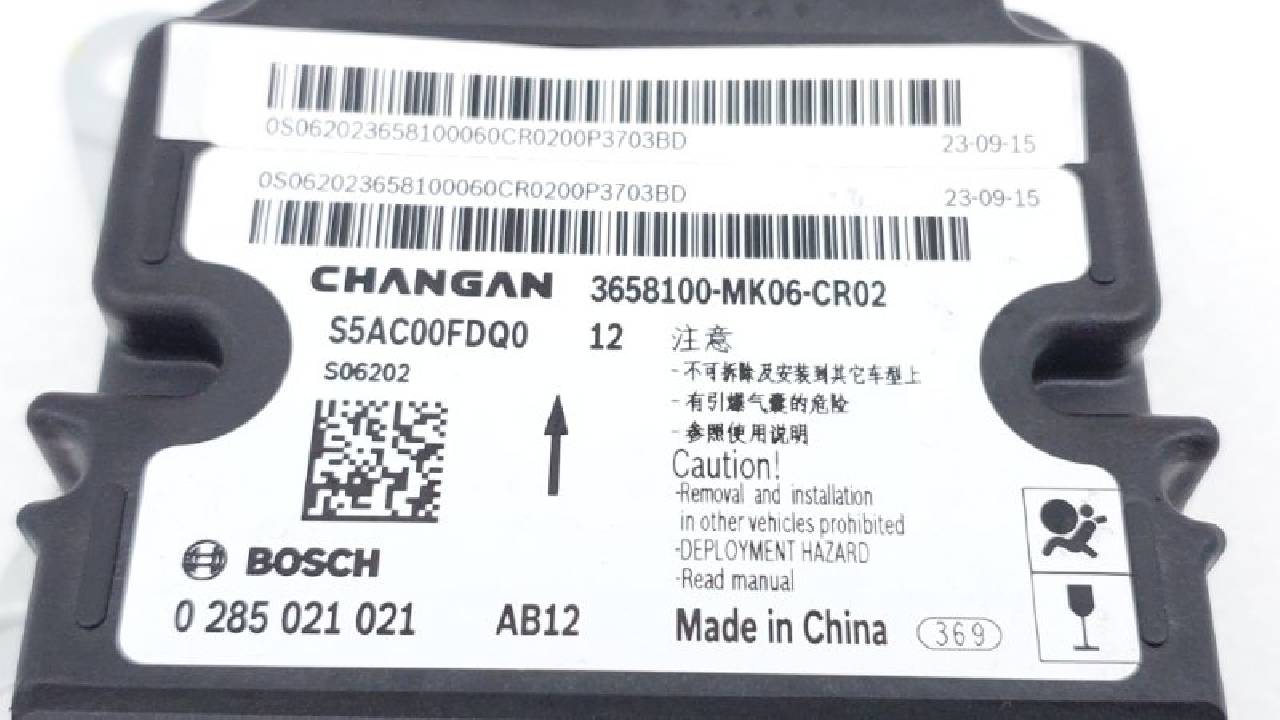 0S062023658100060CR0200P3703BD 23-09-15
0S062023658100060CR0200P3703BD 23-09-15
CHANGAN 3658100-MK06-CR02
S5AC00FDQ0 12
S06202
注意
-不可拆除及安装到其它车型上
-有引爆气囊的危险
-参照使用说明
Caution!
-Removal and installation
in other vehicles prohibited
-DEPLOYMENT HAZARD
-Read manual
BOSCH
0 285 021 021 AB12 Made in China 369